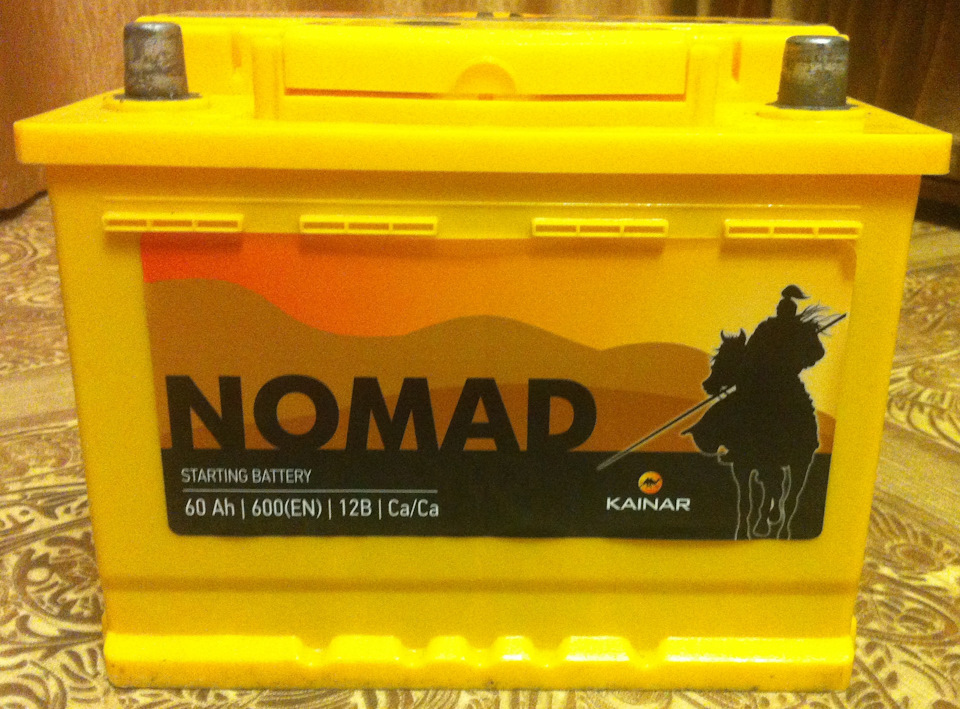 NOMAD
STARTING BATTERY
60 Ah | 600(EN) | 12В | Ca/Ca
KAINAR